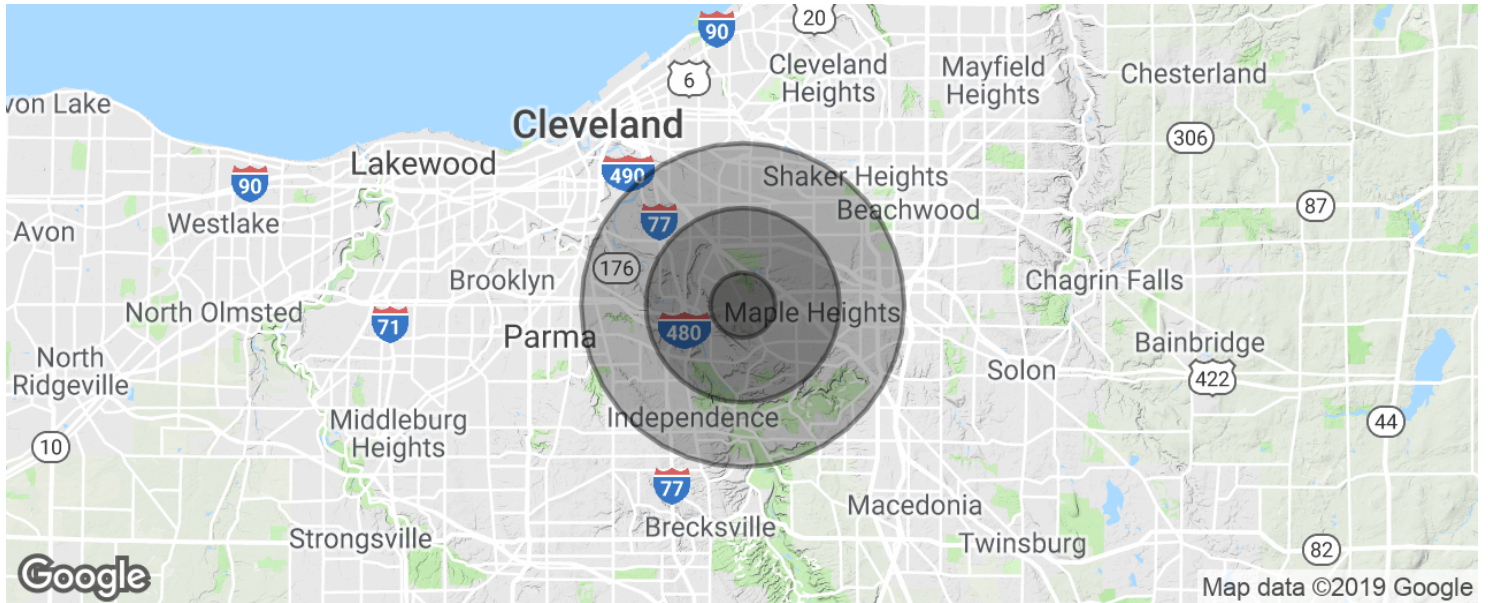 90
20
6
Cleveland
Heights
Mayfield
Heights
Chesterland
von Lake
Cleveland
306
Lakewood
490
Shaker Heights
90
Westlake
77
Beachwood
87
Avon
176
Brooklyn
Chagrin Falls
North Olmsted
71
Parma
480
Maple Heights
Bainbridge
North
Ridgeville
Solon
422
Independence
Middleburg
Heights
44
10
77
Macedonia
Brecksville
Strongsville
Twinsburg
82
Google
Map data ©2019 Google